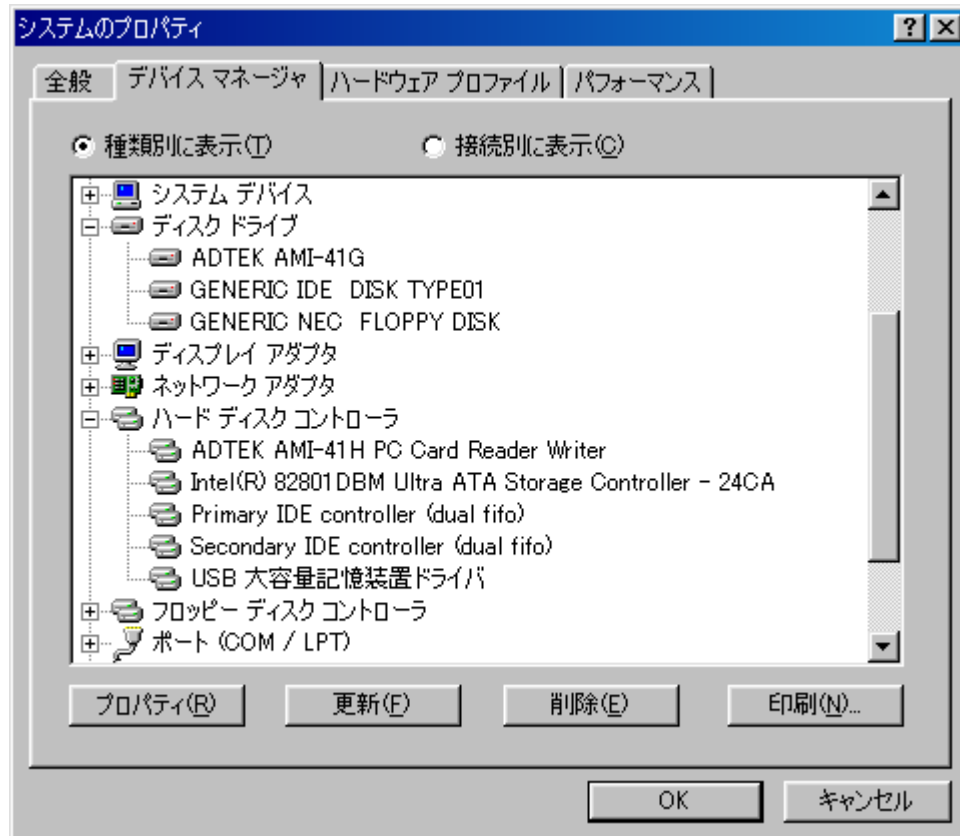 システムのプロパティ
全般 デバイス マネージャ ハードウェア プロファイル パフォーマンス
種類別に表示(T) 接続別に表示(C)
システム デバイス
ディスク ドライブ
ADTEK AMI-41G
GENERIC IDE DISK TYPE01
GENERIC NEC FLOPPY DISK
ディスプレイ アダプタ
ネットワーク アダプタ
ハード ディスク コントローラ
ADTEK AMI-41H PC Card Reader Writer
Intel(R) 82801DBM Ultra ATA Storage Controller - 24CA
Primary IDE controller (dual fifo)
Secondary IDE controller (dual fifo)
USB 大容量記憶装置ドライバ
フロッピー ディスク コントローラ
ポート (COM / LPT)
プロパティ(R) 更新(F) 削除(E) 印刷(N)...
OK キャンセル